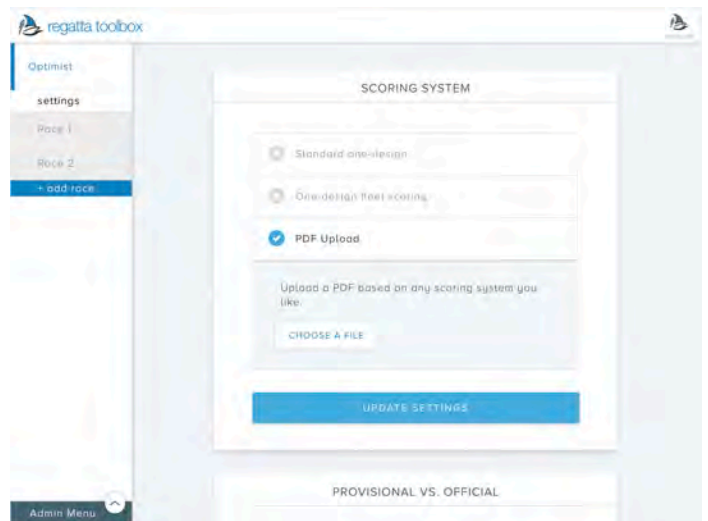 regatta toolbox
Optimist
settings
Race 1
Race 2
+ add race
Admin Menu
SCORING SYSTEM
Standard one-design
One-design fleet scoring
PDF Upload
Upload a PDF based on any scoring system you
like.
CHOOSE A FILE
UPDATE SETTINGS
PROVISIONAL VS. OFFICIAL